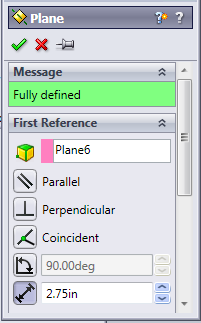 Plane
Message
Fully defined
First Reference
Plane6
Parallel
Perpendicular
Coincident
90.00deg
2.75in